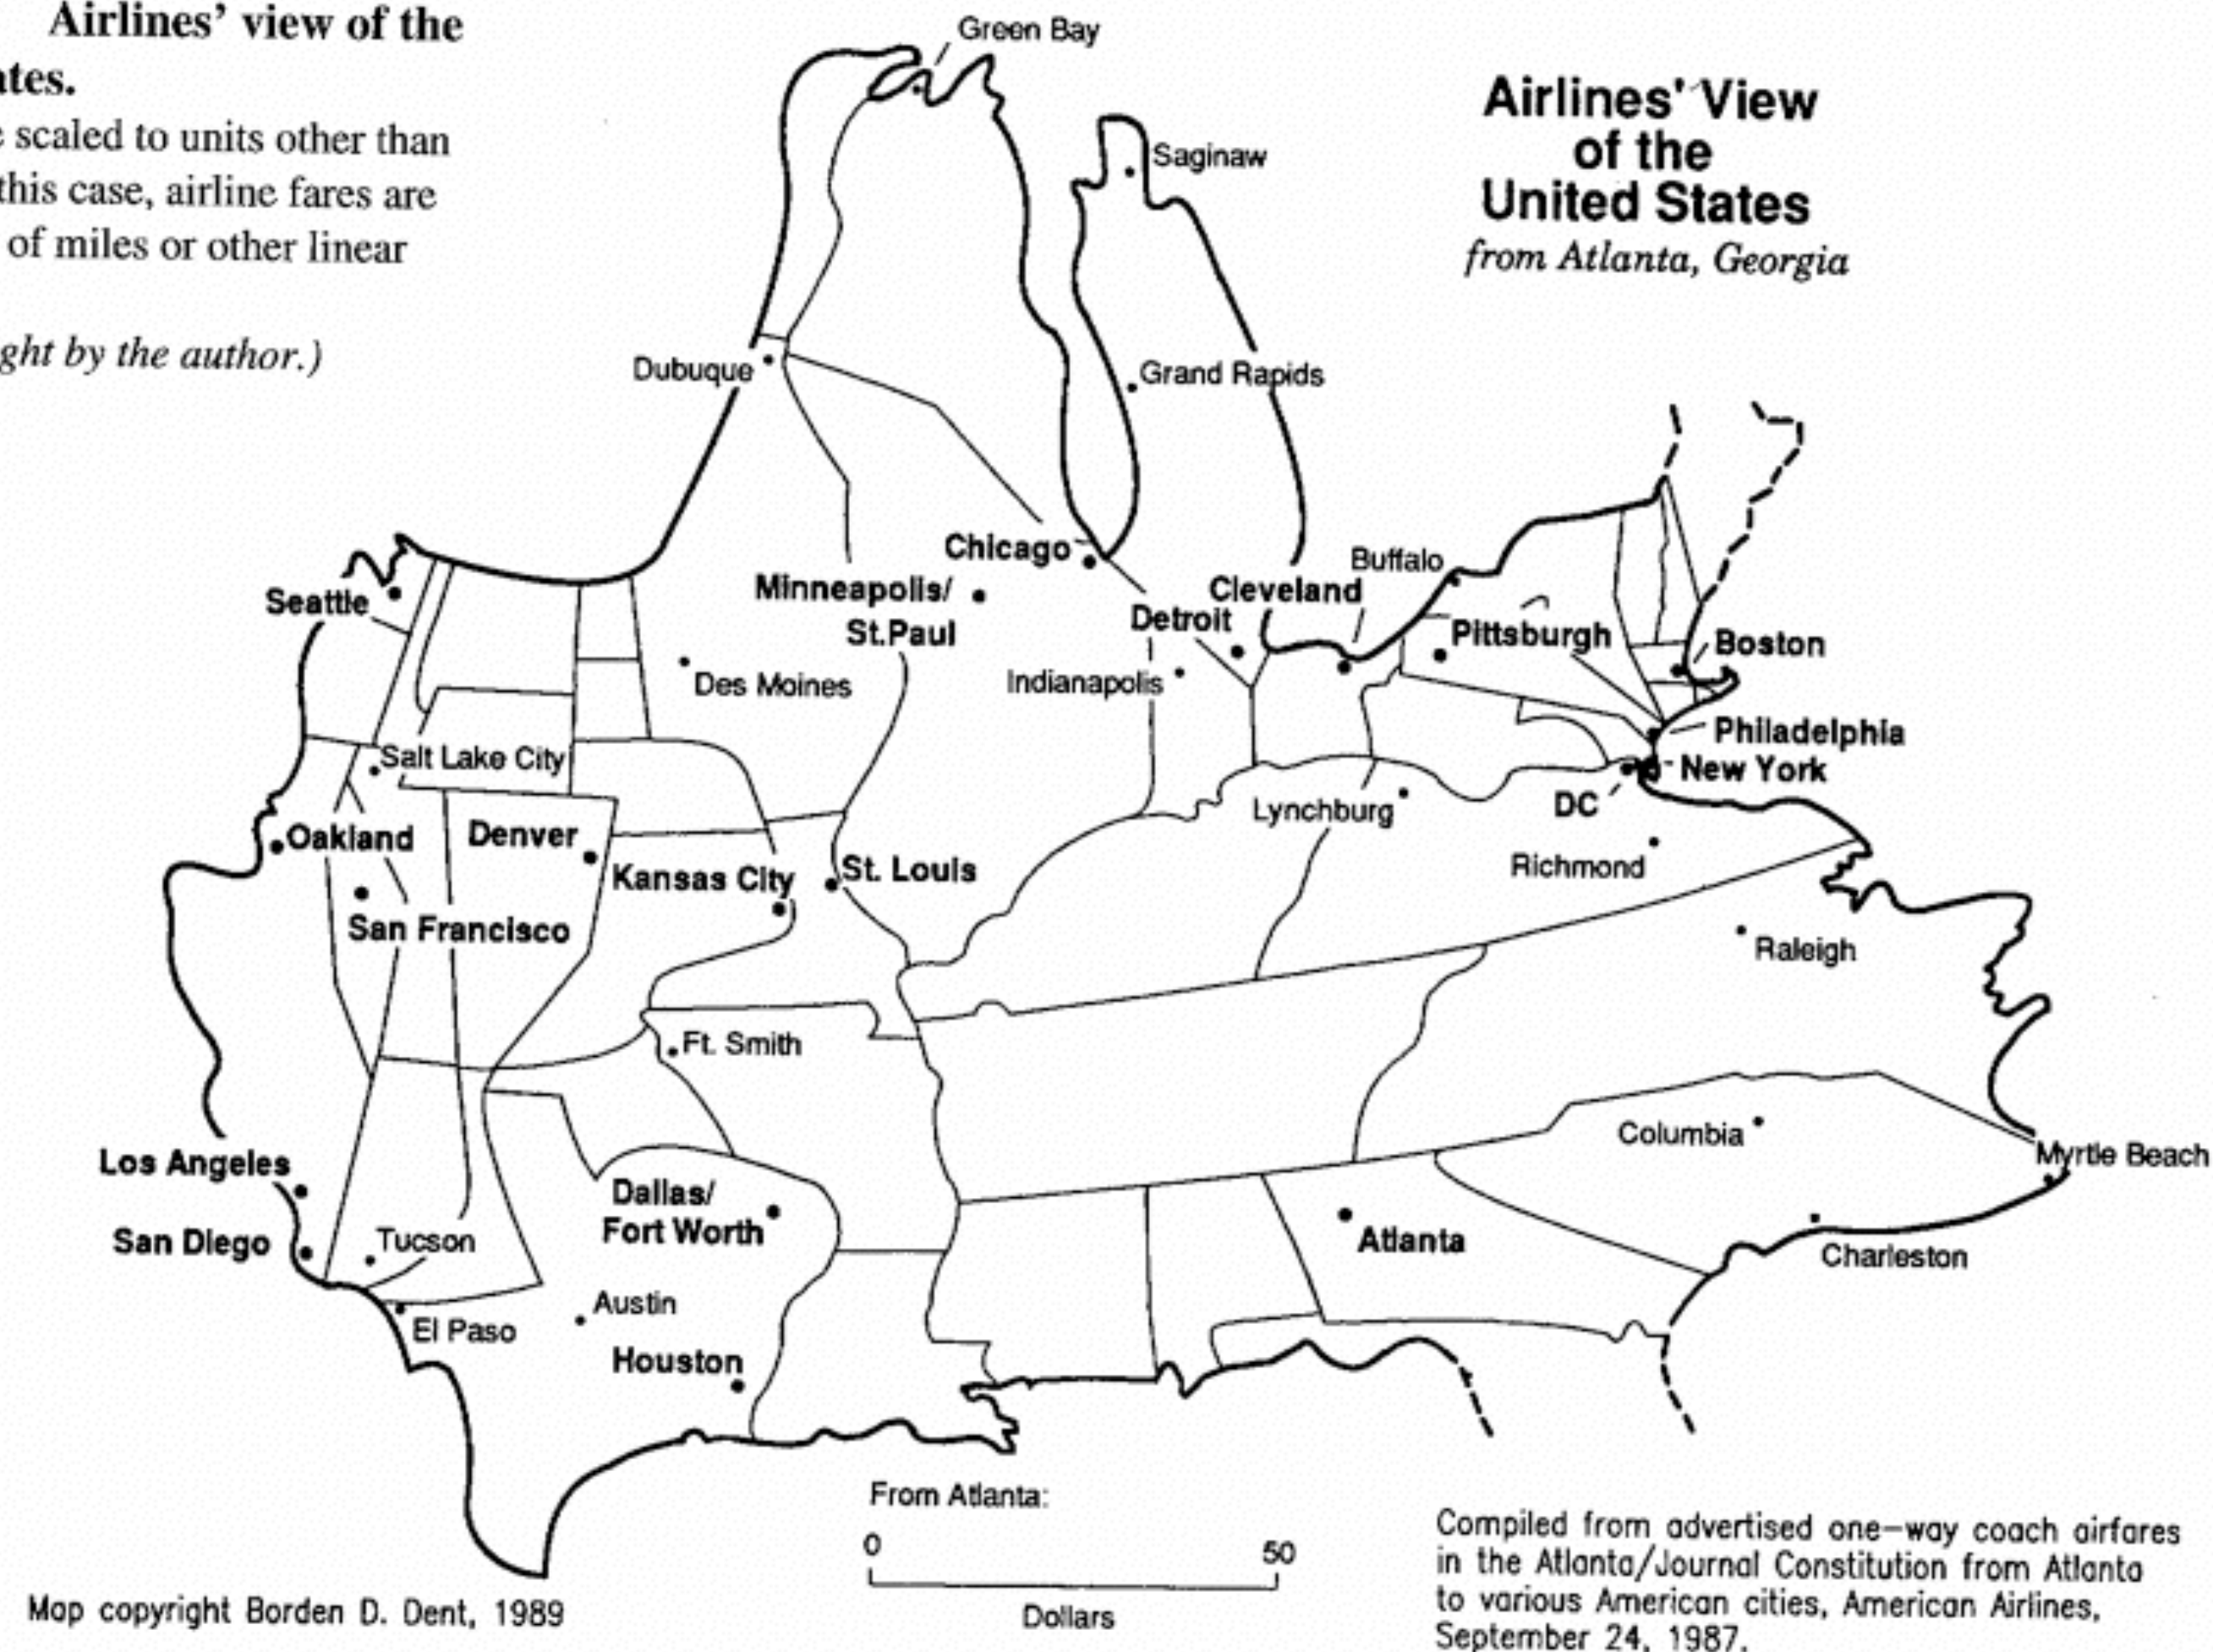 Airlines' view of the
ates.
e scaled to units other than
this case, airline fares are
of miles or other linear
ght by the author.)
Airlines' View
of the
United States
from Atlanta, Georgia
Green Bay
Saginaw
Dubuque
Grand Rapids
Chicago
Buffalo
Minneapolis/
St.Paul
Cleveland
Detroit
Pittsburgh
Boston
Seattle
Des Moines
Indianapolis
Philadelphia
Salt Lake City
New York
DC
Lynchburg
Oakland
Denver
Kansas City
St. Louis
Richmond
San Francisco
Raleigh
Ft. Smith
Columbia
Myrtle Beach
Los Angeles
Dallas/
Fort Worth
San Diego
Tucson
Atlanta
Charleston
Austin
El Paso
Houston
From Atlanta:
0 50
Dollars
Map copyright Borden D. Dent, 1989
Compiled from advertised one-way coach airfares
in the Atlanta/Journal Constitution from Atlanta
to various American cities, American Airlines,
September 24, 1987.